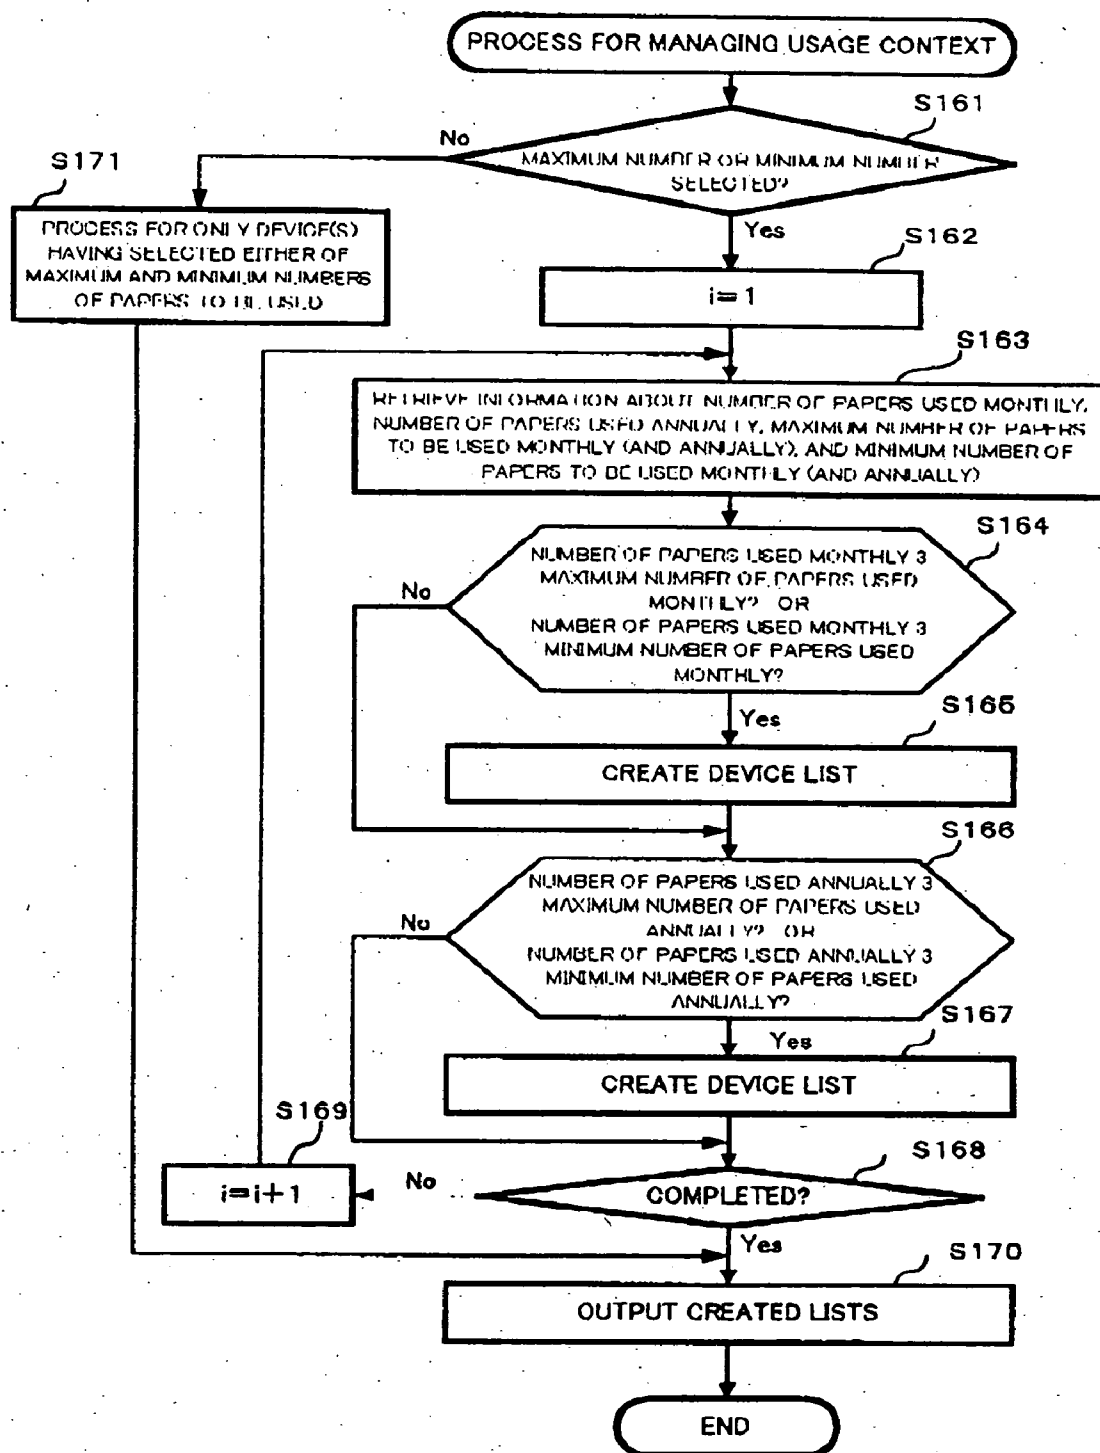 PROCESS FOR MANAGING USAGE CONTEXT
S161
No
MAXIMUM NUMBER OR MINIMUM NUMBER
SELECTED?
S171
PROCESS FOR ONLY DEVICE(S)
HAVING SELECTED EITHER OF
MAXIMUM AND MINIMUM NUMBERS
OF PAPERS TO BE USED
Yes
S162
i=1
S163
RETRIEVE INFORMATION ABOUT NUMBER OF PAPERS USED MONTHLY,
NUMBER OF PAPERS USED ANNUALLY, MAXIMUM NUMBER OF PAPERS
TO BE USED MONTHLY (AND ANNUALLY), AND MINIMUM NUMBER OF
PAPERS TO BE USED MONTHLY (AND ANNUALLY)
S164
NUMBER OF PAPERS USED MONTHLY 3
MAXIMUM NUMBER OF PAPERS USED
MONTHLY? OR
NUMBER OF PAPERS USED MONTHLY 3
MINIMUM NUMBER OF PAPERS USED
MONTHLY?
No
Yes
S165
CREATE DEVICE LIST
S166
NUMBER OF PAPERS USED ANNUALLY 3
MAXIMUM NUMBER OF PAPERS USED
ANNUALLY? OR
NUMBER OF PAPERS USED ANNUALLY 3
MINIMUM NUMBER OF PAPERS USED
ANNUALLY?
No
Yes
S167
CREATE DEVICE LIST
S169
i=i+1
No
S168
COMPLETED?
Yes
S170
OUTPUT CREATED LISTS
END